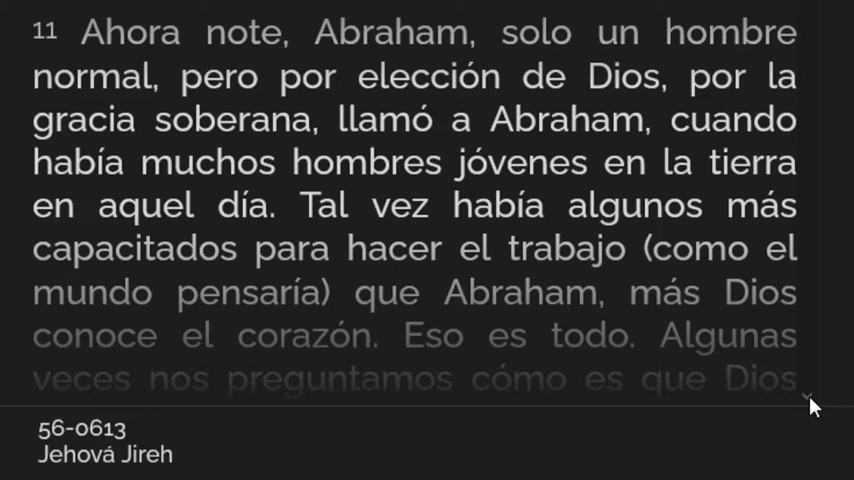 11 Ahora note, Abraham, solo un hombre
normal, pero por elección de Dios, por la
gracia soberana, llamó a Abraham, cuando
había muchos hombres jóvenes en la tierra
en aquel día. Tal vez había algunos más
capacitados para hacer el trabajo (como el
mundo pensaría) que Abraham, más Dios
conoce el corazón. Eso es todo. Algunas
veces nos preguntamos cómo es que Dios
56-0613
Jehová Jireh